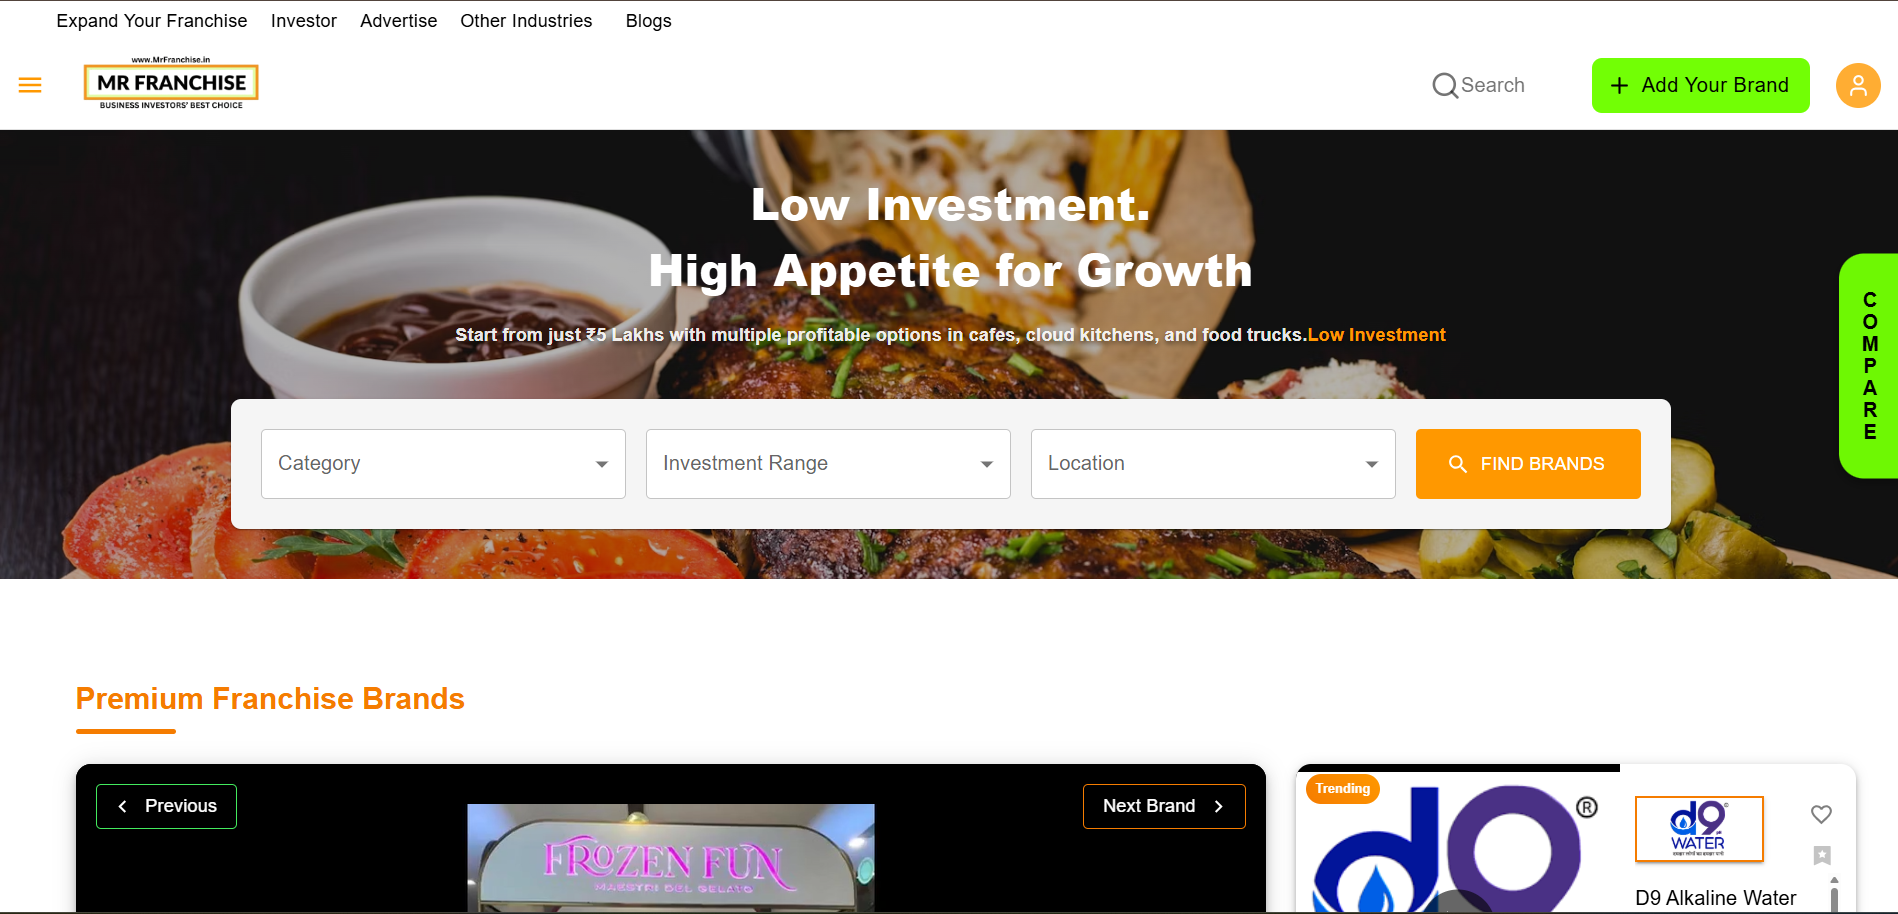 Expand Your Franchise Investor Advertise Other Industries Blogs
www.MrFranchise.in
MR FRANCHISE
BUSINESS INVESTORS' BEST CHOICE
Search
+ Add Your Brand
Low Investment.
High Appetite for Growth
Start from just ₹5 Lakhs with multiple profitable options in cafes, cloud kitchens, and food trucks.Low Investment
COMPARE
Category
Investment Range
Location
FIND BRANDS
Premium Franchise Brands
Previous
Next Brand
FROZEN FUN
MAESTRI DEL GELATO
Trending
d9
®
d9
WATER
D9 Alkaline Water